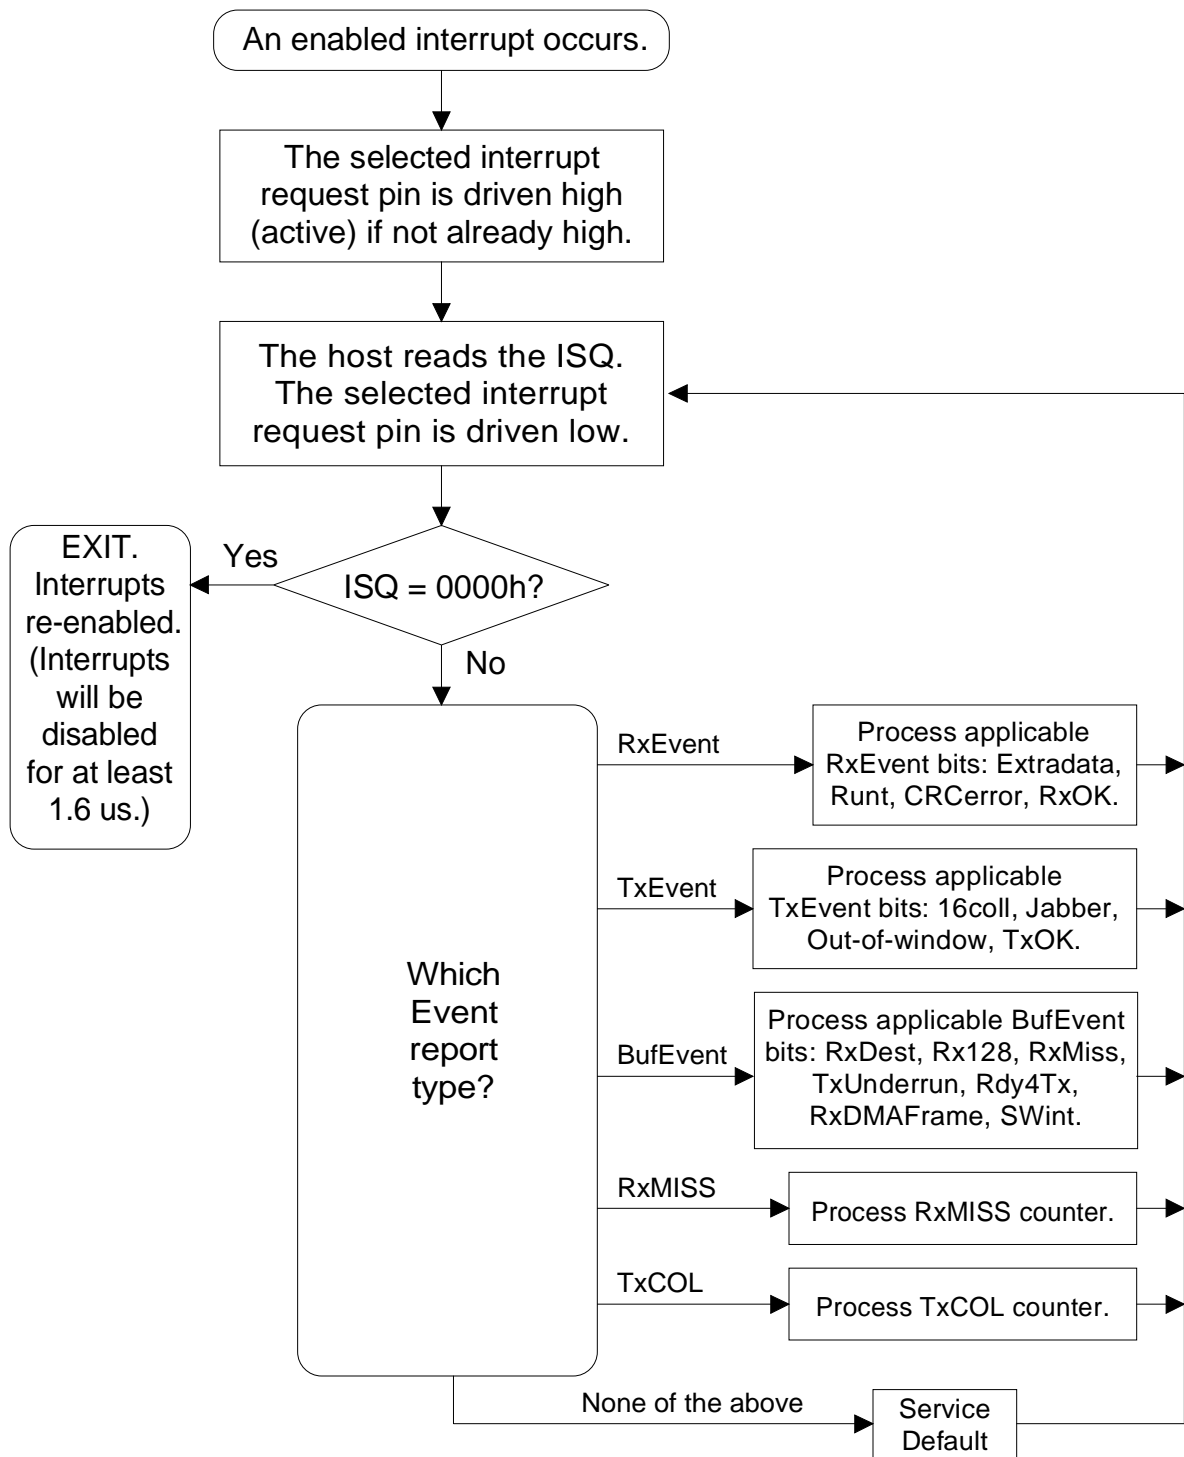 An enabled interrupt occurs.
The selected interrupt
request pin is driven high
(active) if not already high.
The host reads the ISQ.
The selected interrupt
request pin is driven low.
EXIT.
Interrupts
re-enabled.
(Interrupts
will be
disabled
for at least
1.6 us.)
Yes
ISQ = 0000h?
No
Which
Event
report
type?
RxEvent
Process applicable
RxEvent bits: Extradata,
Runt, CRCerror, RxOK.
TxEvent
Process applicable
TxEvent bits: 16coll, Jabber,
Out-of-window, TxOK.
BufEvent
Process applicable BufEvent
bits: RxDest, Rx128, RxMiss,
TxUnderrun, Rdy4Tx,
RxDMAFrame, SWint.
RxMISS
Process RxMISS counter.
TxCOL
Process TxCOL counter.
None of the above
Service
Default